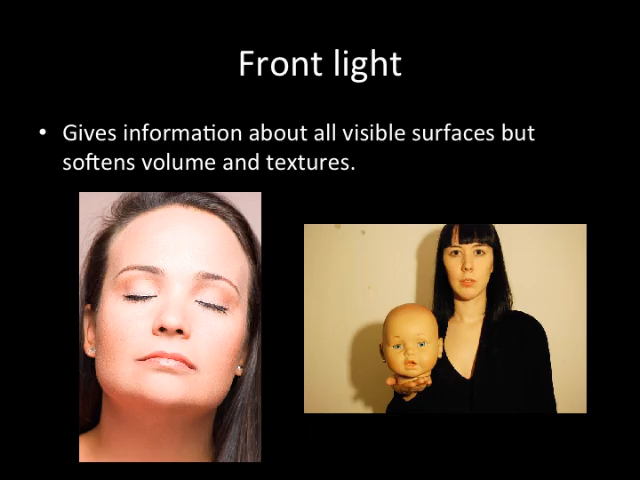 Front light
• Gives information about all visible surfaces but
softens volume and textures.